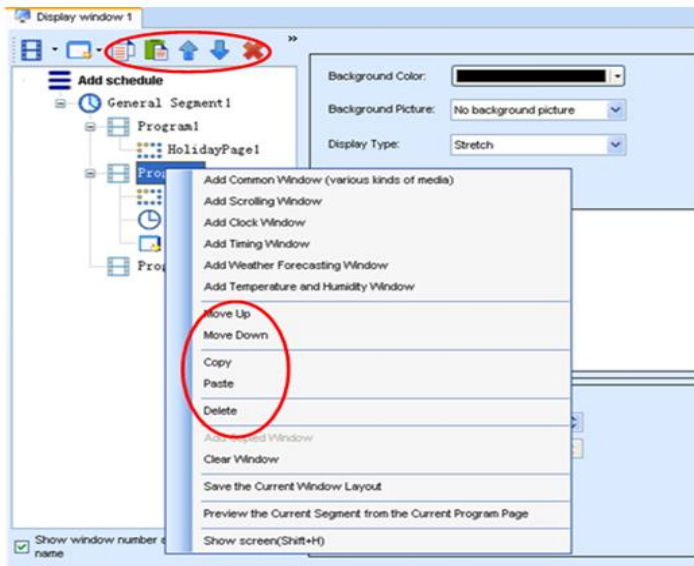 Display window 1
»
Add schedule
General Segment1
Program1
HolidayPage1
Prog
Prog
Background Color:
Background Picture: No background picture
Display Type: Stretch
Add Common Window (various kinds of media)
Add Scrolling Window
Add Clock Window
Add Timing Window
Add Weather Forecasting Window
Add Temperature and Humidity Window
Move Up
Move Down
Copy
Paste
Delete
Add Copied Window
Clear Window
Save the Current Window Layout
Preview the Current Segment from the Current Program Page
Show screen(Shift+H)
Show window number a
name